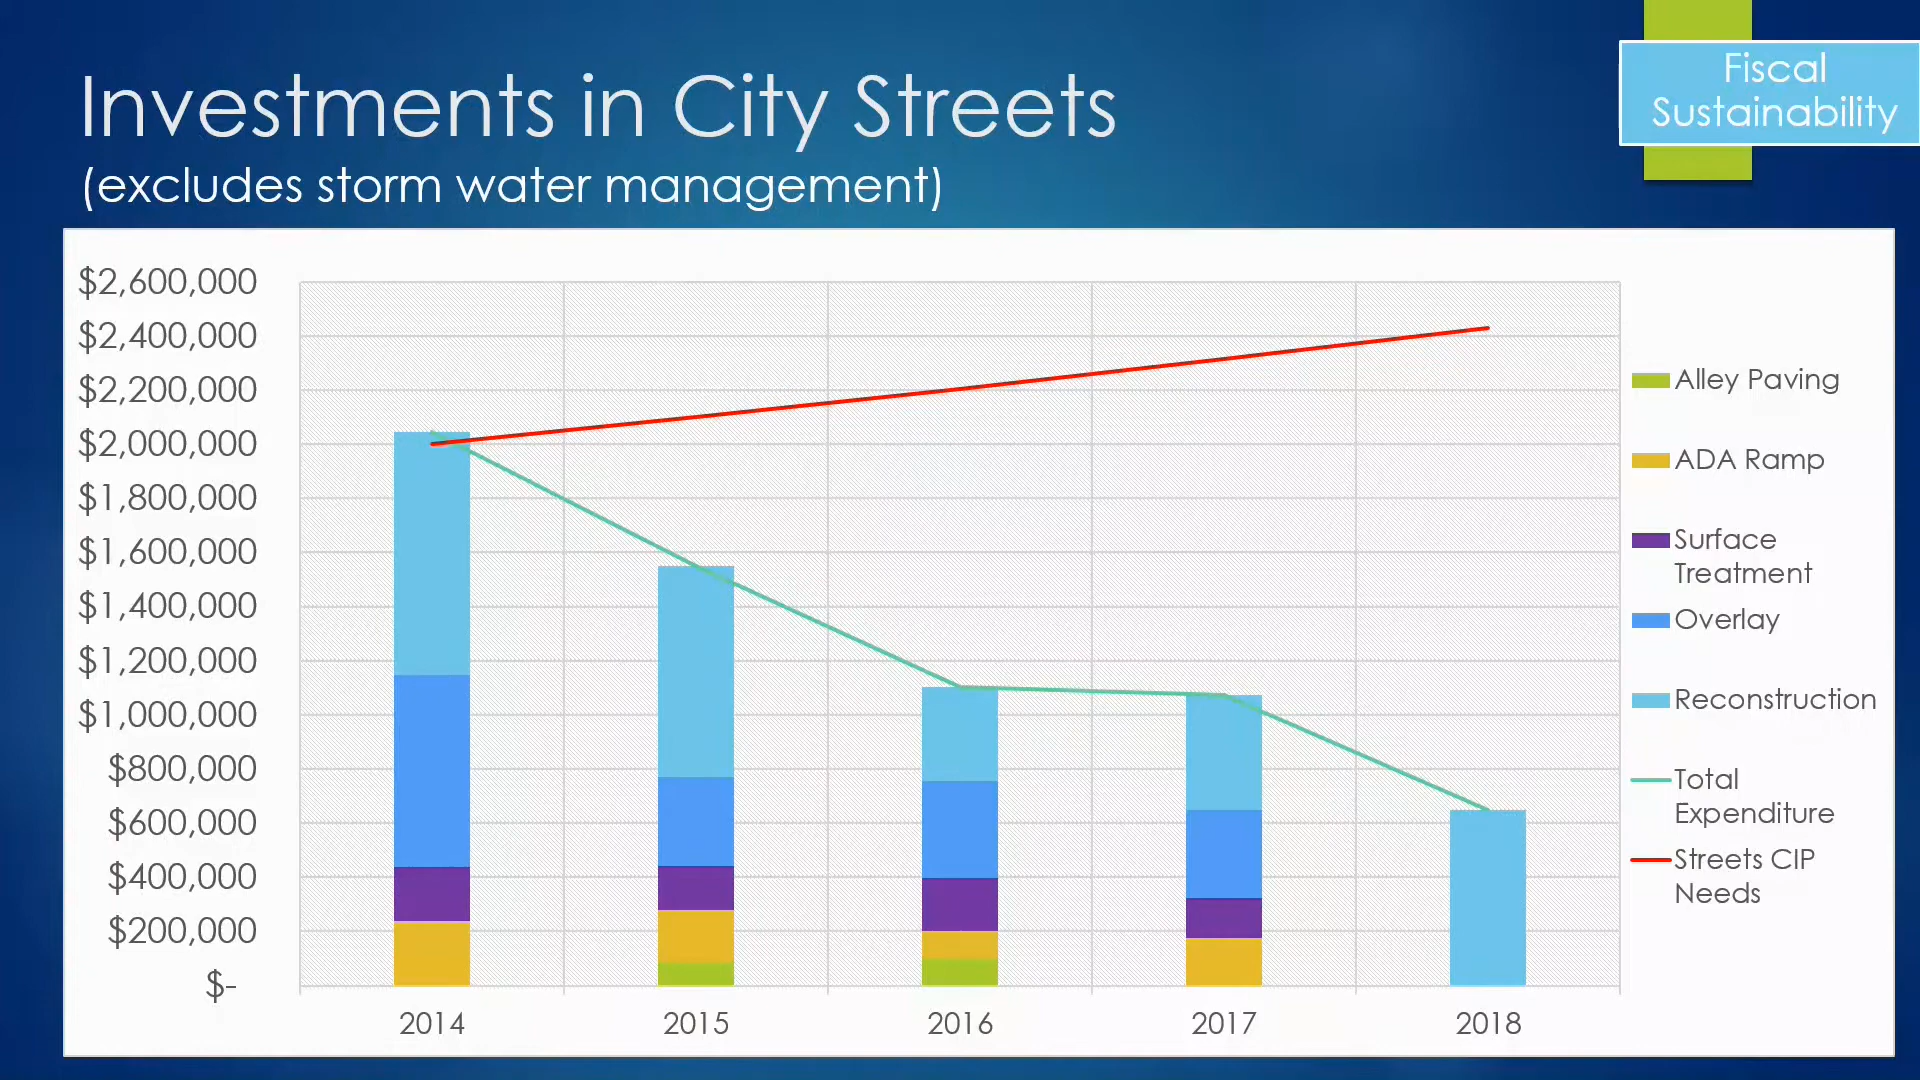 Investments in City Streets
(excludes storm water management)
Fiscal
Sustainability
$2,600,000
$2,400,000
$2,200,000
$2,000,000
$1,800,000
$1,600,000
$1,400,000
$1,200,000
$1,000,000
$800,000
$600,000
$400,000
$200,000
$-
2014
2015
2016
2017
2018
Alley Paving
ADA Ramp
Surface
Treatment
Overlay
Reconstruction
Total
Expenditure
Streets CIP
Needs